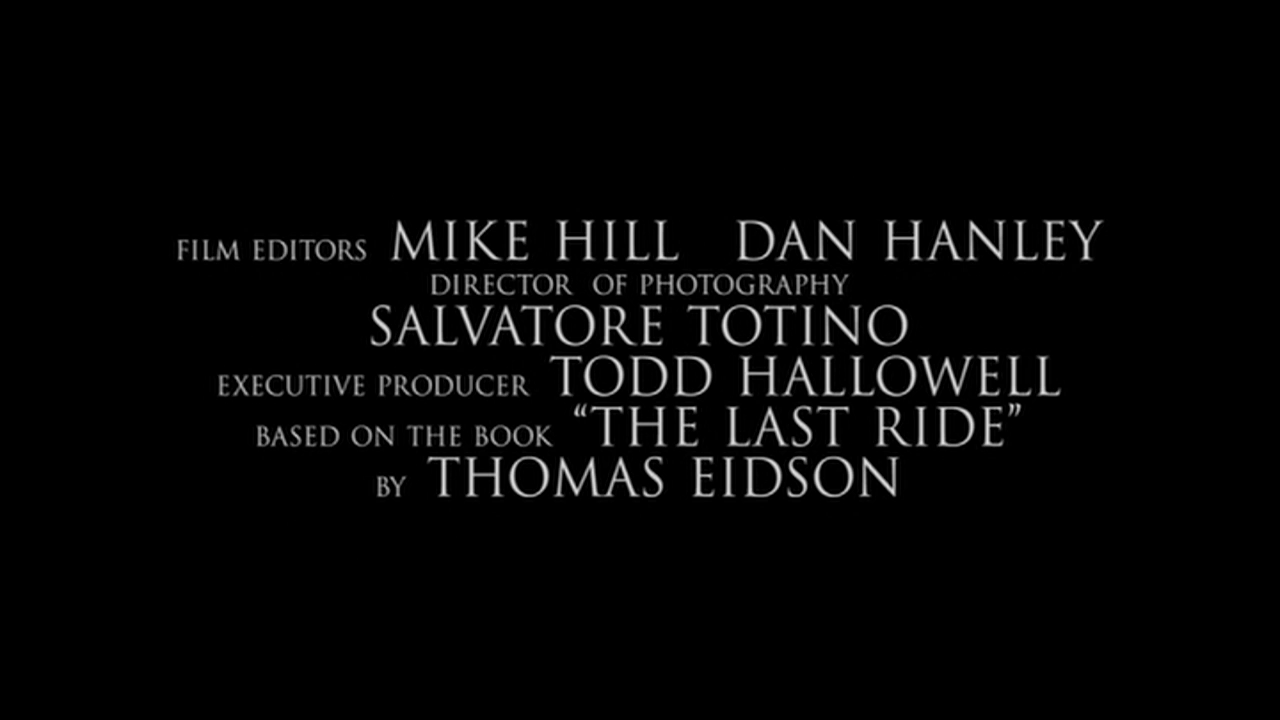 FILM EDITORS MIKE HILL DAN HANLEY
DIRECTOR OF PHOTOGRAPHY
SALVATORE TOTINO
EXECUTIVE PRODUCER TODD HALLOWELL
BASED ON THE BOOK “THE LAST RIDE”
BY THOMAS EIDSON